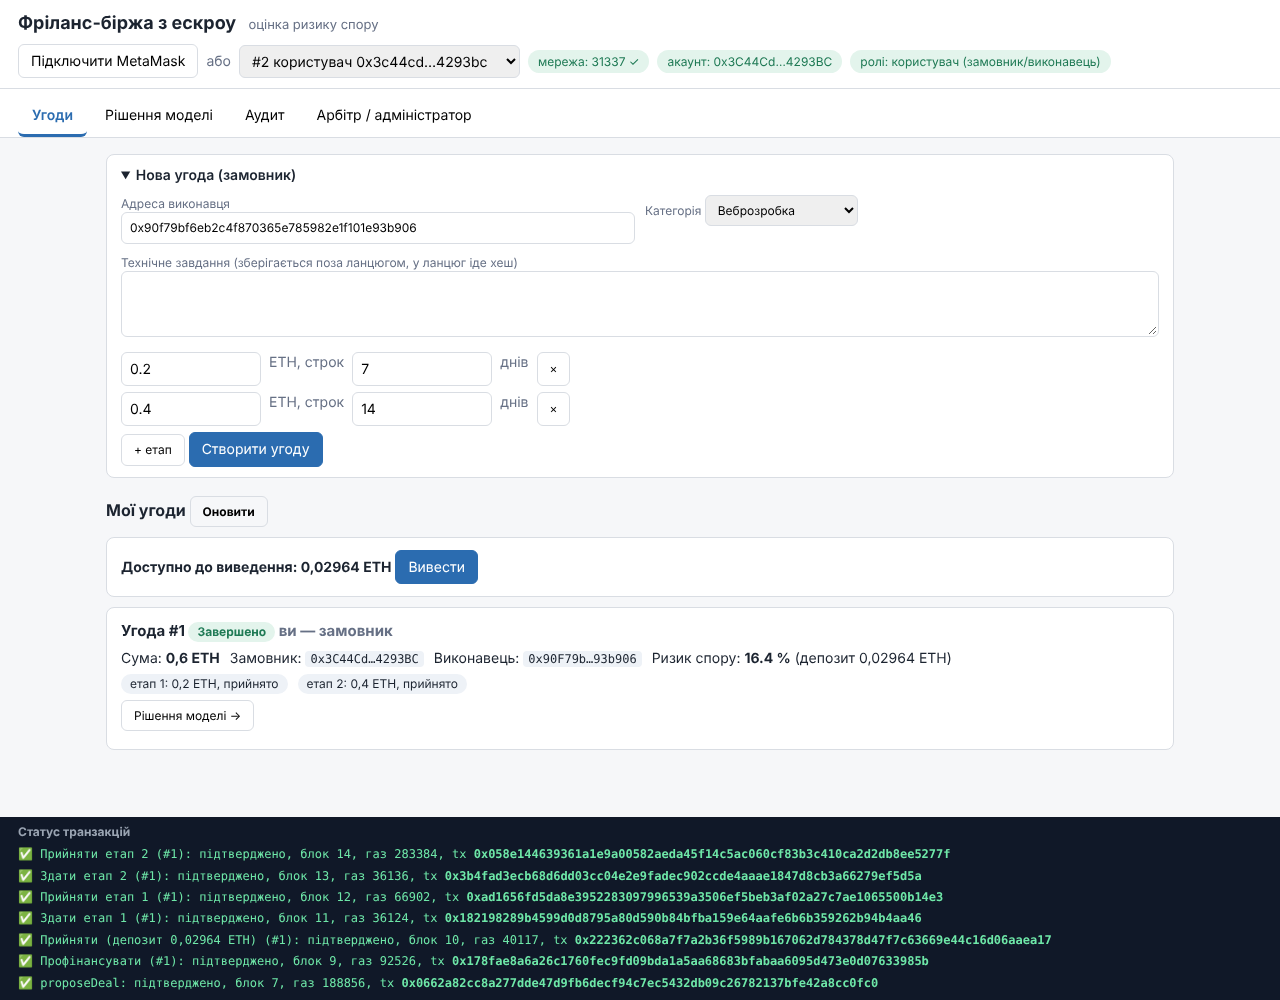 Фріланс-біржа з ескроу оцінка ризику спору
Підключити MetaMask або #2 користувач 0x3c44cd…4293bc мережа: 31337 ✓ акаунт: 0x3C44Cd…4293BC ролі: користувач (замовник/виконавець)
Угоди Рішення моделі Аудит Арбітр / адміністратор
▼ Нова угода (замовник)
Адреса виконавця
0x90f79bf6eb2c4f870365e785982e1f101e93b906 Категорія Веброзробка
Технічне завдання (зберігається поза ланцюгом, у ланцюг іде хеш)
0.2 ETH, строк 7 днів ×
0.4 ETH, строк 14 днів ×
+ етап Створити угоду
Мої угоди Оновити
Доступно до виведення: 0,02964 ETH Вивести
Угода #1 Завершено ви — замовник
Сума: 0,6 ETH Замовник: 0x3C44Cd…4293BC Виконавець: 0x90F79b…93b906 Ризик спору: 16.4 % (депозит 0,02964 ETH)
етап 1: 0,2 ETH, прийнято етап 2: 0,4 ETH, прийнято
Рішення моделі →
Статус транзакцій
✅ Прийняти етап 2 (#1): підтверджено, блок 14, газ 283384, tx 0x058e144639361a1e9a00582aeda45f14c5ac060cf83b3c410ca2d2db8ee5277f
✅ Здати етап 2 (#1): підтверджено, блок 13, газ 36136, tx 0x3b4fad3ecb68d6dd03cc04e2e9fadec902ccde4aaae1847d8cb3a66279ef5d5a
✅ Прийняти етап 1 (#1): підтверджено, блок 12, газ 66902, tx 0xad1656fd5da8e3952283097996539a3506ef5beb3af02a27c7ae1065500b14e3
✅ Здати етап 1 (#1): підтверджено, блок 11, газ 36124, tx 0x182198289b4599d0d8795a80d590b84bfba159e64aafe6b6b359262b94b4aa46
✅ Прийняти (депозит 0,02964 ETH) (#1): підтверджено, блок 10, газ 40117, tx 0x222362c068a7f7a2b36f5989b167062d784378d47f7c63669e44c16d06aaea17
✅ Профінансувати (#1): підтверджено, блок 9, газ 92526, tx 0x178fae8a6a26c1760fec9fd09bda1a5aa68683bfabaa6095d473e0d07633985b
✅ proposeDeal: підтверджено, блок 7, газ 188856, tx 0x0662a82cc8a277dde47d9fb6decf94c7ec5432db09c26782137bfe42a8cc0fc0